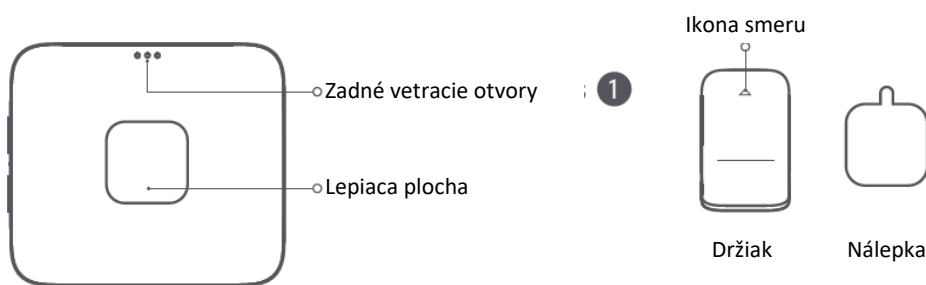 Ikona smeru
Zadné vetracie otvory
1
Lepiaca plocha
Držiak
Nálepka